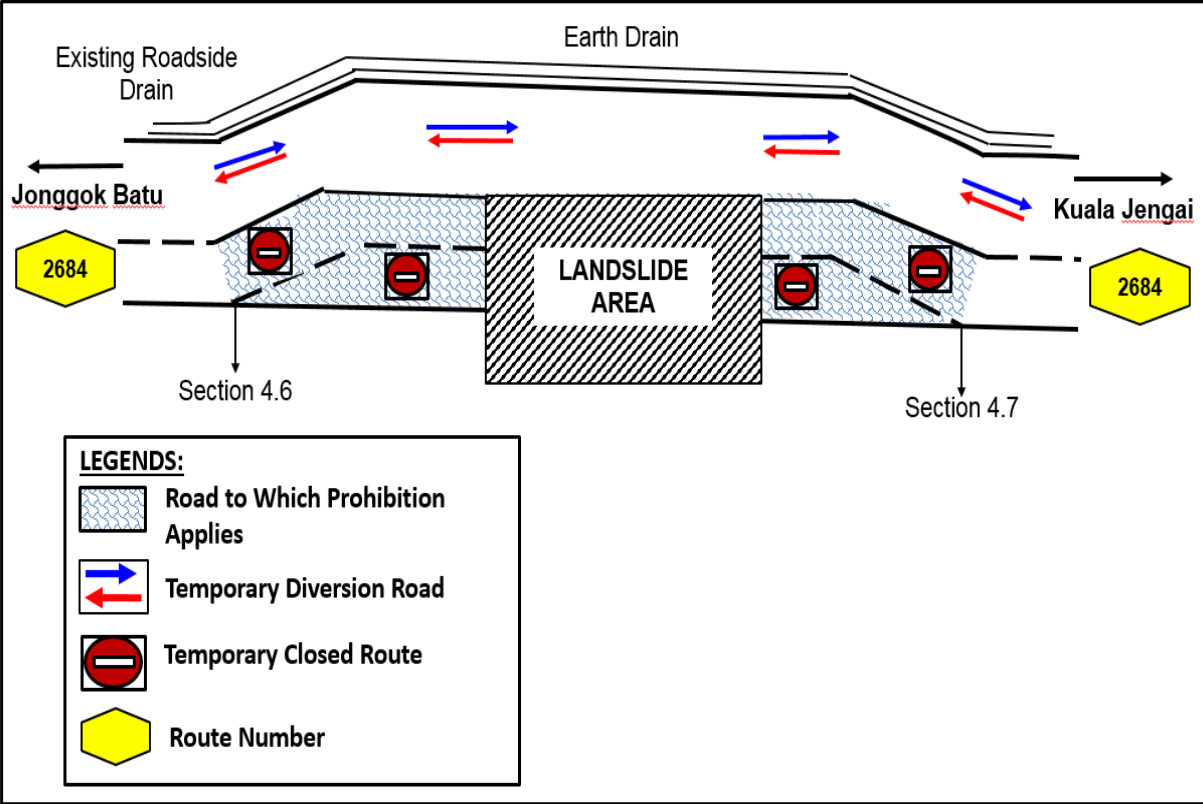 Earth Drain
Existing Roadside
Drain
Jonggok Batu
Kuala Jengai
2684
LANDSLIDE
AREA
2684
Section 4.6
Section 4.7
LEGENDS:
Road to Which Prohibition
Applies
Temporary Diversion Road
Temporary Closed Route
Route Number